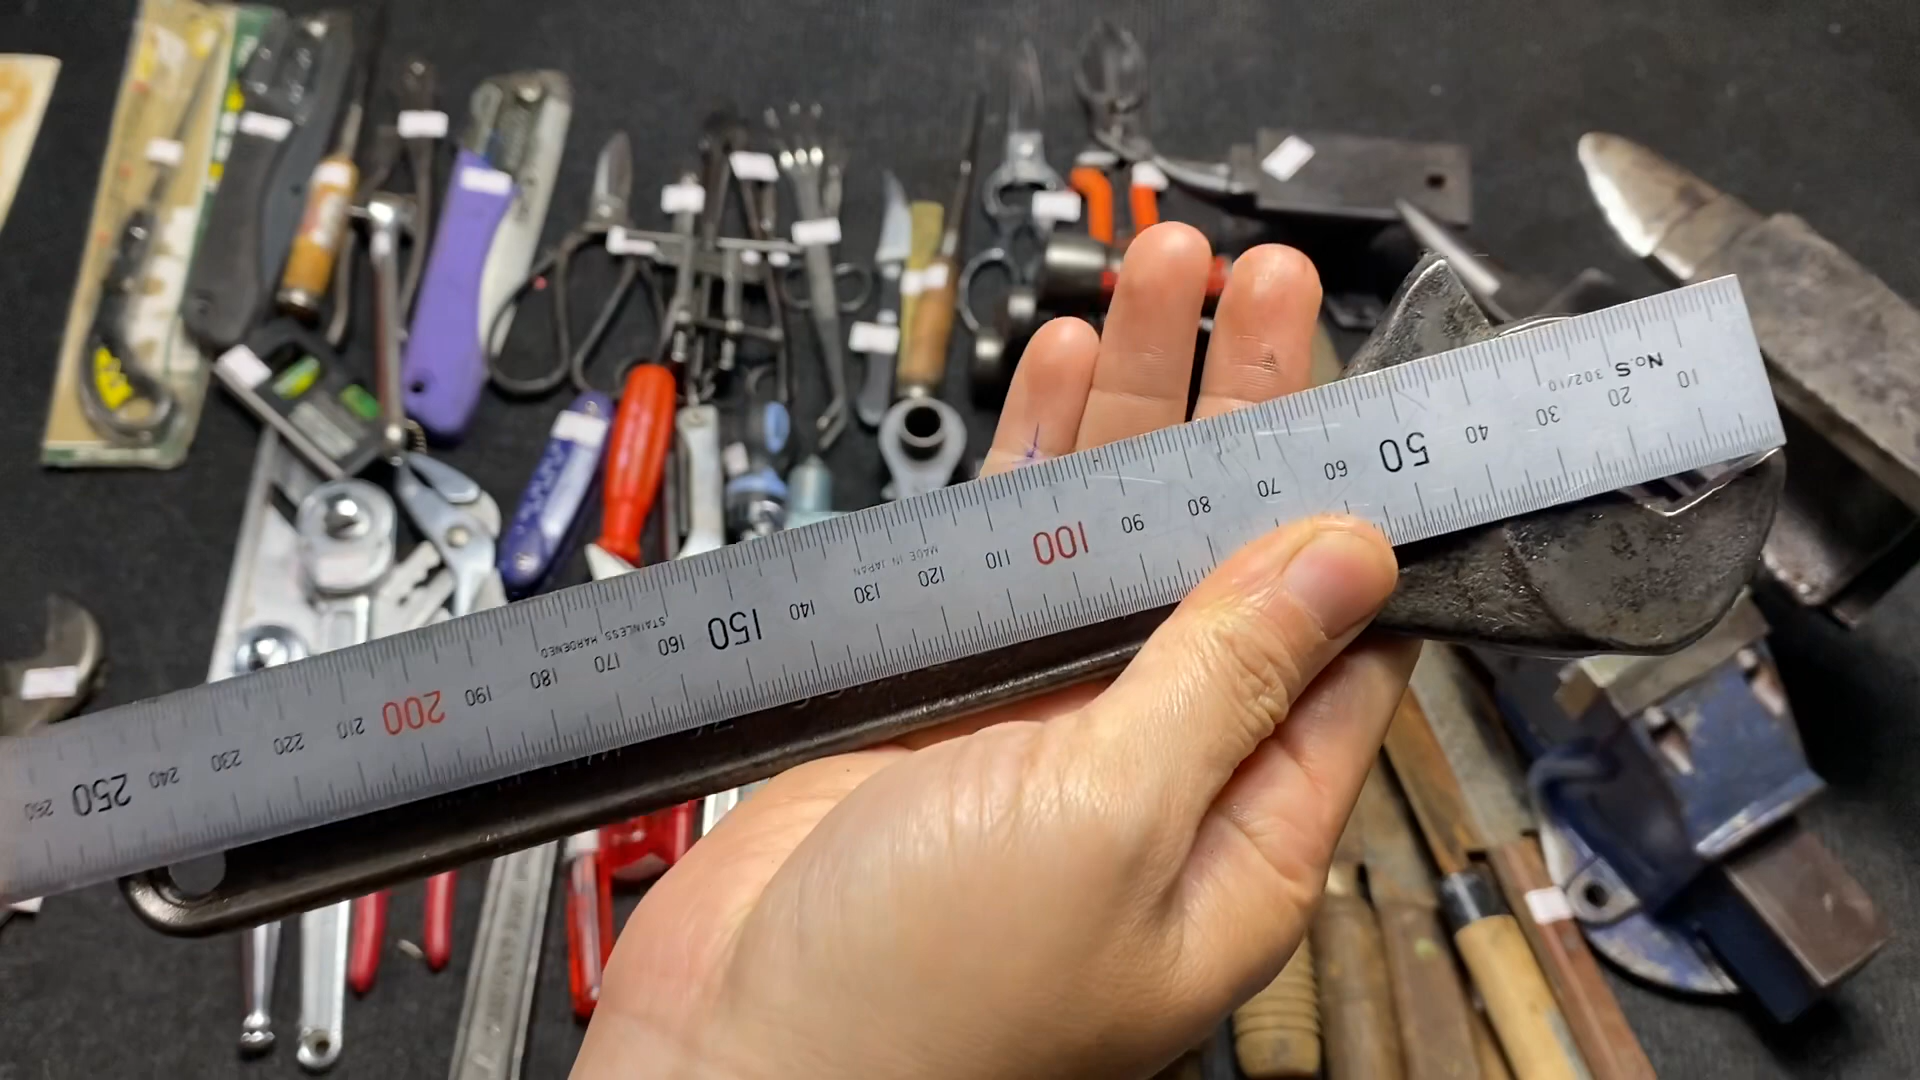 No.S 302/10
10 20 30 40 50 60 70 80 90 100 110 120 130 140 150 160 170 180 190 200 210 220 230 240 250 260
MADE IN JAPAN
STAINLESS HARDENED
H